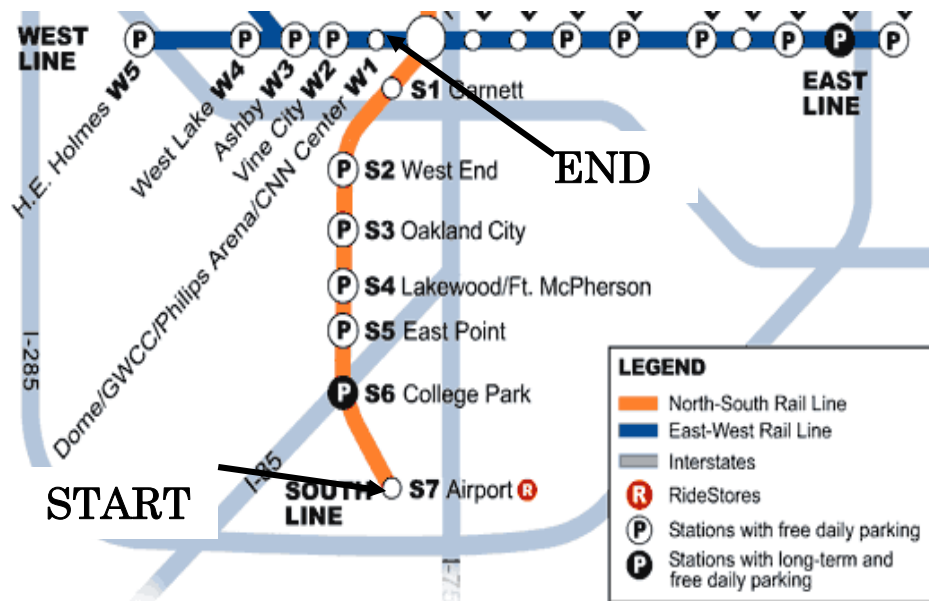 WEST
LINE
H.E. Holmes W5
West Lake W4
Ashby W3
Vine City W2
Dome/GWCC/Philips Arena/CNN Center W1
P
P
P
P
P
P
P
P
P
P
EAST
LINE
S1 Garnett
END
P S2 West End
P S3 Oakland City
P S4 Lakewood/Ft. McPherson
P S5 East Point
P S6 College Park
I-285
I-85
START
SOUTH
LINE
S7 Airport R
I-75
LEGEND
North-South Rail Line
East-West Rail Line
Interstates
R RideStores
P Stations with free daily parking
P Stations with long-term and
free daily parking